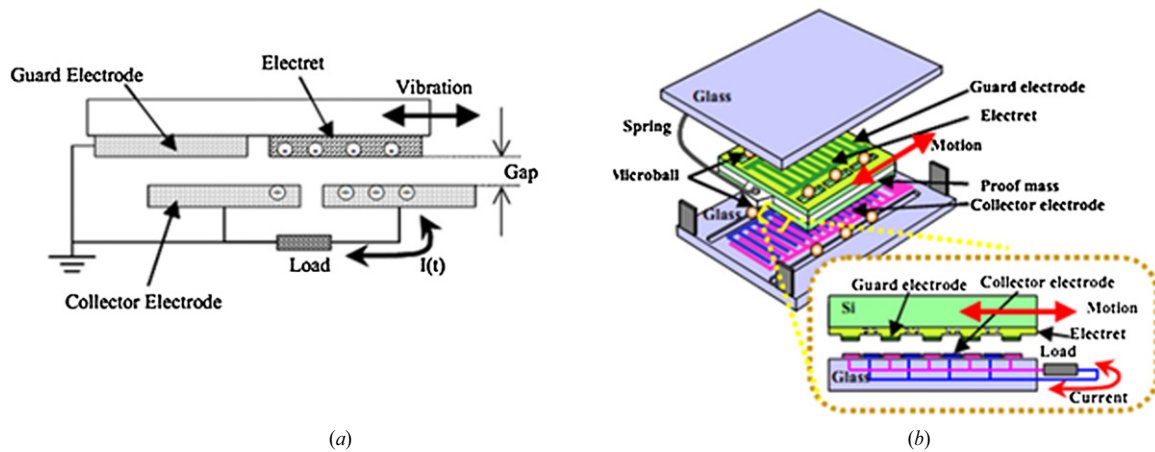 Guard Electrode
Electret
Vibration
Gap
Load
I(t)
Collector Electrode
(a)
Glass
Guard electrode
Electret
Spring
Motion
Microball
Proof mass
Glass
Collector electrode
Guard electrode
Collector electrode
Si
Motion
Electret
Load
Glass
Current
(b)